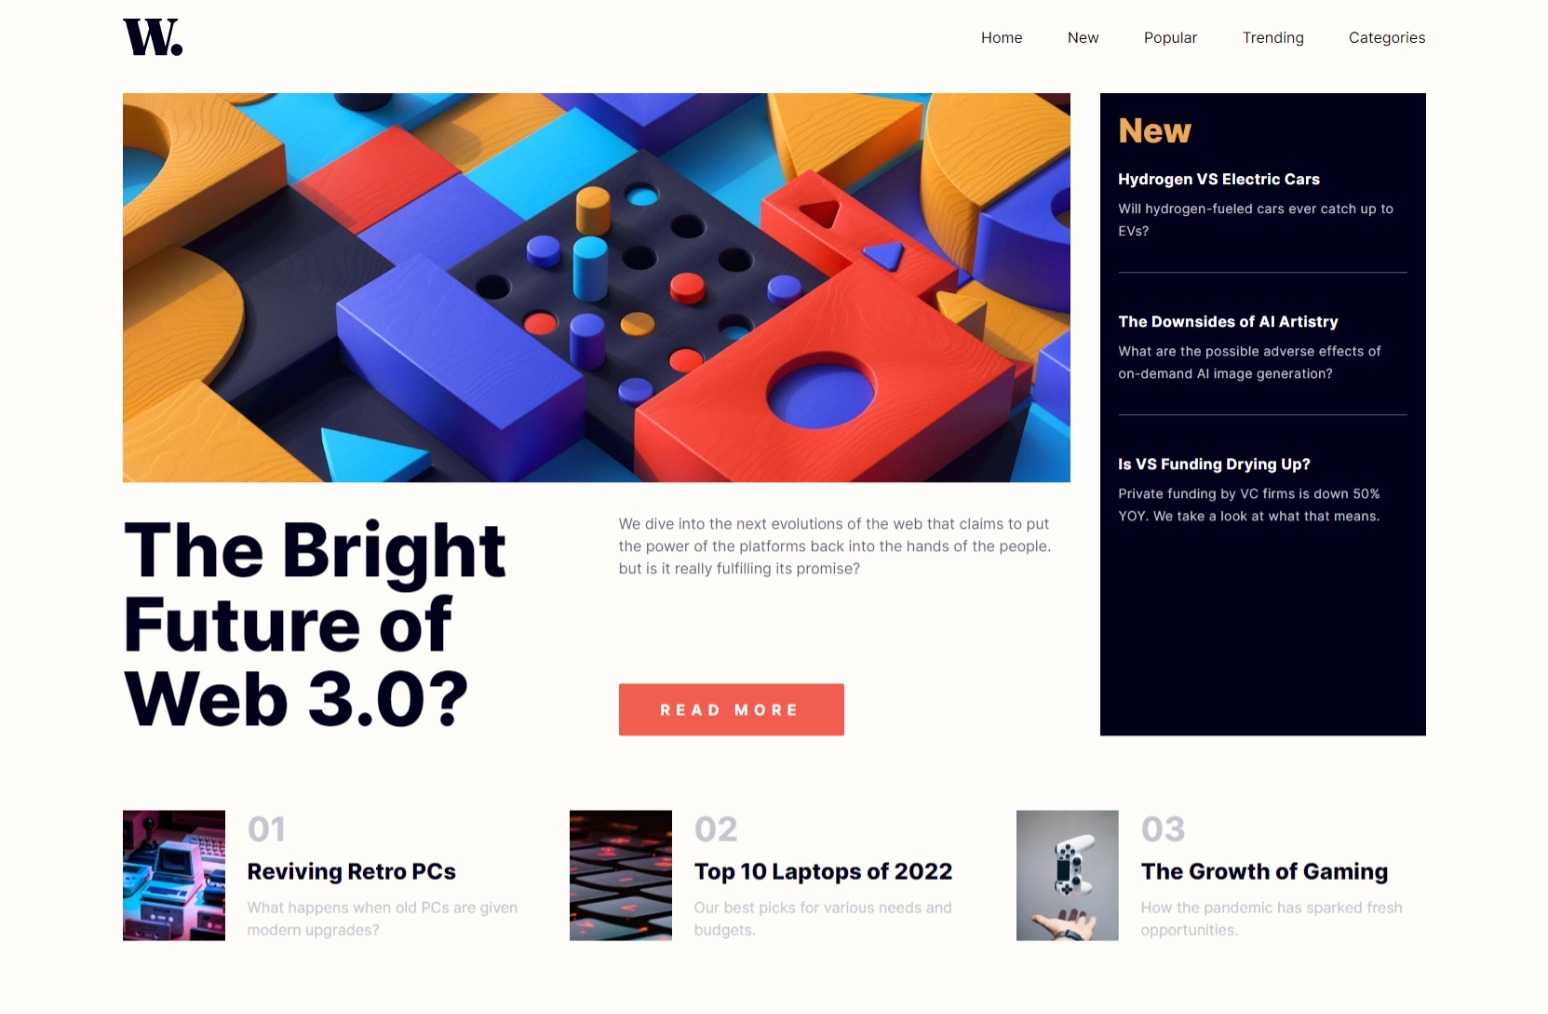 W.
Home
New
Popular
Trending
Categories
New
Hydrogen VS Electric Cars
Will hydrogen-fueled cars ever catch up to
EVs?
The Downsides of AI Artistry
What are the possible adverse effects of
on-demand AI image generation?
Is VS Funding Drying Up?
Private funding by VC firms is down 50%
YOY. We take a look at what that means.
The Bright
Future of
Web 3.0?
We dive into the next evolutions of the web that claims to put
the power of the platforms back into the hands of the people.
but is it really fulfilling its promise?
READ MORE
01
Reviving Retro PCs
What happens when old PCs are given
modern upgrades?
02
Top 10 Laptops of 2022
Our best picks for various needs and
budgets.
03
The Growth of Gaming
How the pandemic has sparked fresh
opportunities.